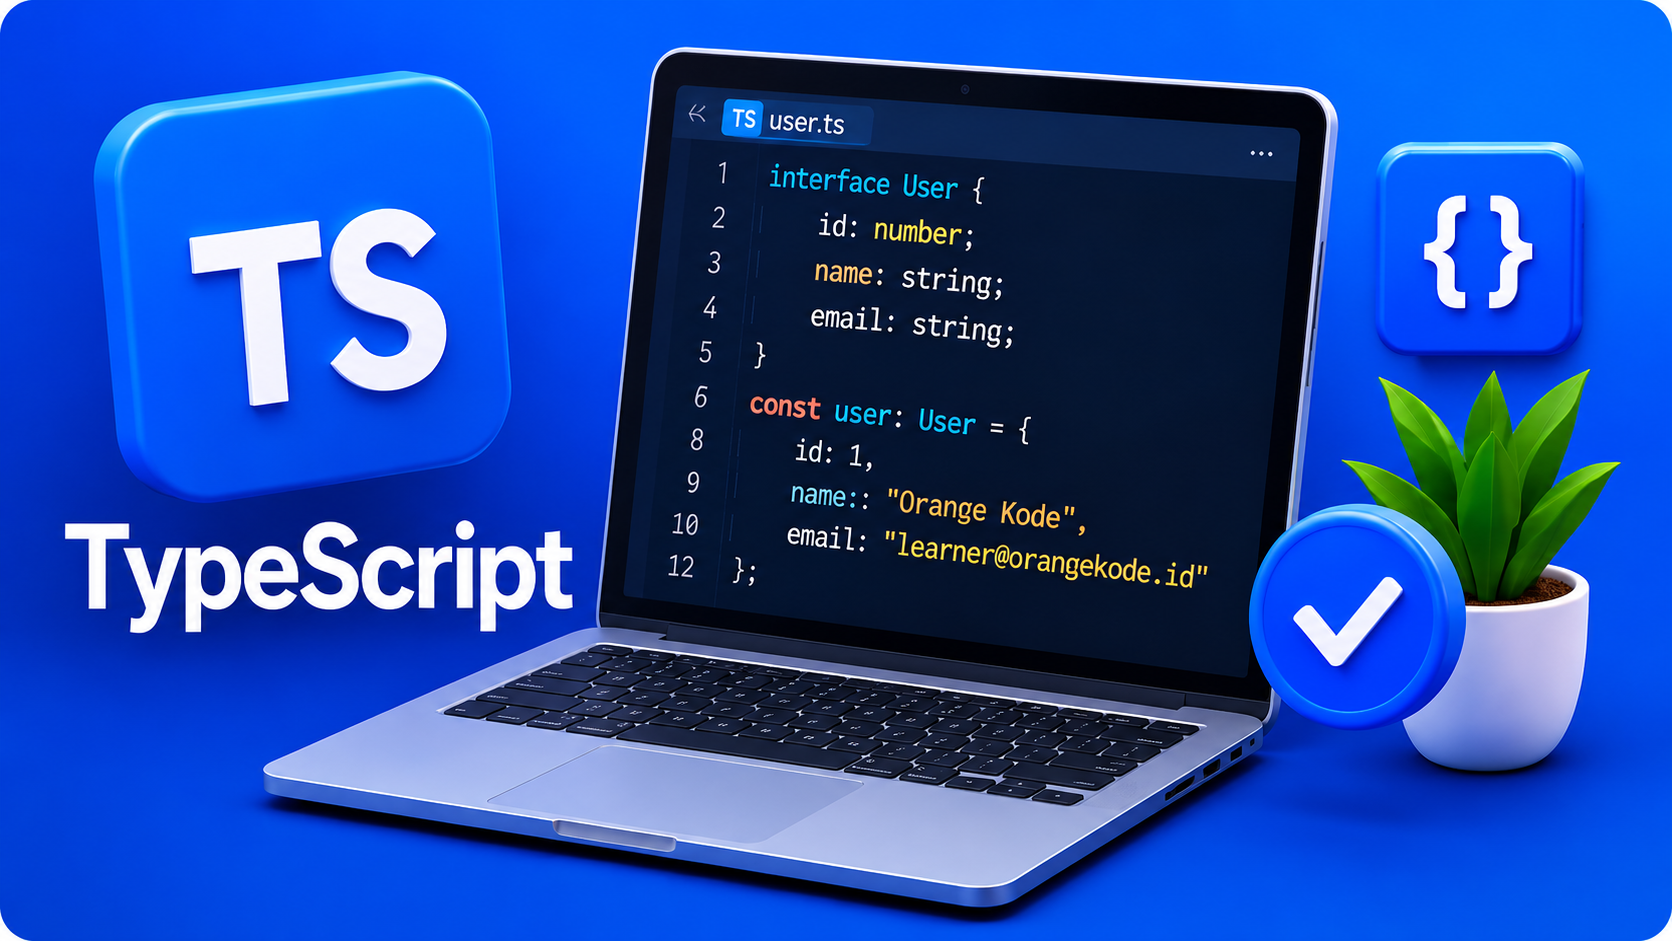 TS
TypeScript
TS user.ts
...
1 interface User {
2 id: number;
3 name: string;
4 email: string;
5 }
6 const user: User = {
8 id: 1,
9 name:: "Orange Kode",
10 email: "learner@orangekode.id"
12 };
{}